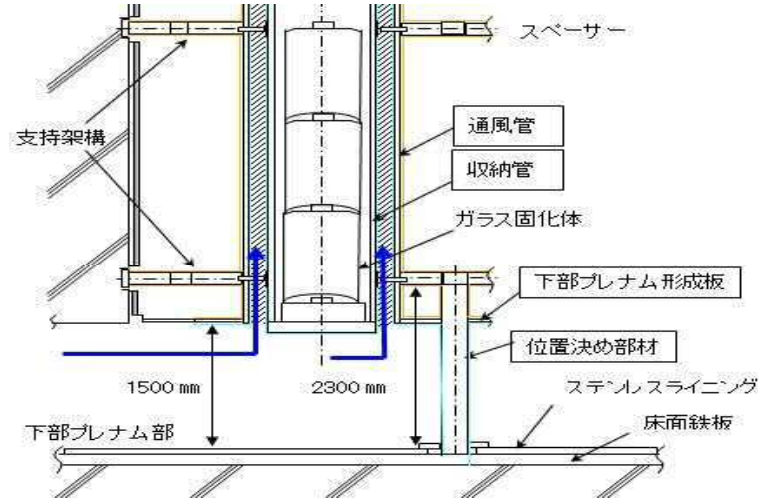 スペーサー
通風管
支持架構
収納管
ガラス固化体
下部プレナム形成板
位置決め部材
1500 mm
2300 mm
ステンレスライニング
床面鉄板
下部プレナム部